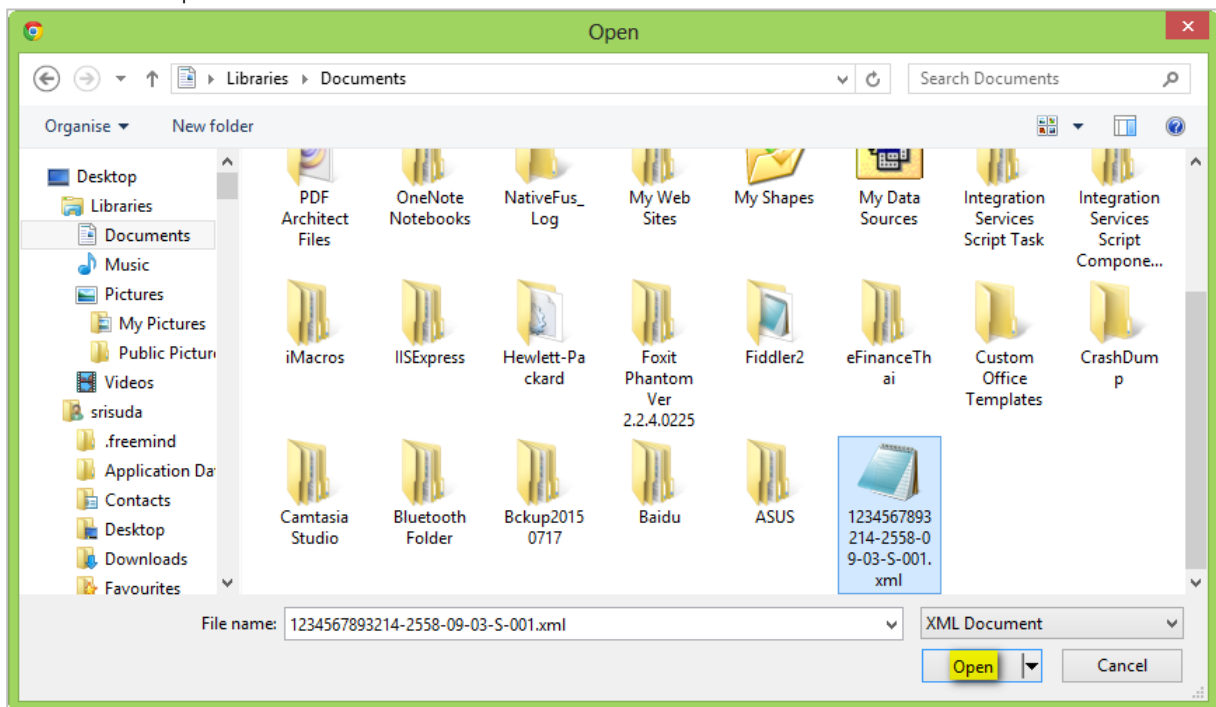 Open
Libraries Documents
Search Documents
Organise New folder
Desktop
Libraries
Documents
Music
Pictures
My Pictures
Public Pictur
Videos
srisuda
.freemind
Application Da
Contacts
Desktop
Downloads
Favourites
PDF
Architect
Files
OneNote
Notebooks
NativeFus_
Log
My Web
Sites
My Shapes
My Data
Sources
Integration
Services
Script Task
Integration
Services
Script
Compone...
iMacros
IISExpress
Hewlett-Pa
ckard
Foxit
Phantom
Ver
2.2.4.0225
Fiddler2
eFinanceTh
ai
Custom
Office
Templates
CrashDum
p
Camtasia
Studio
Bluetooth
Folder
Bckup2015
0717
Baidu
ASUS
1234567893
214-2558-0
9-03-S-001.
xml
File name: 1234567893214-2558-09-03-S-001.xml
XML Document
Open Cancel